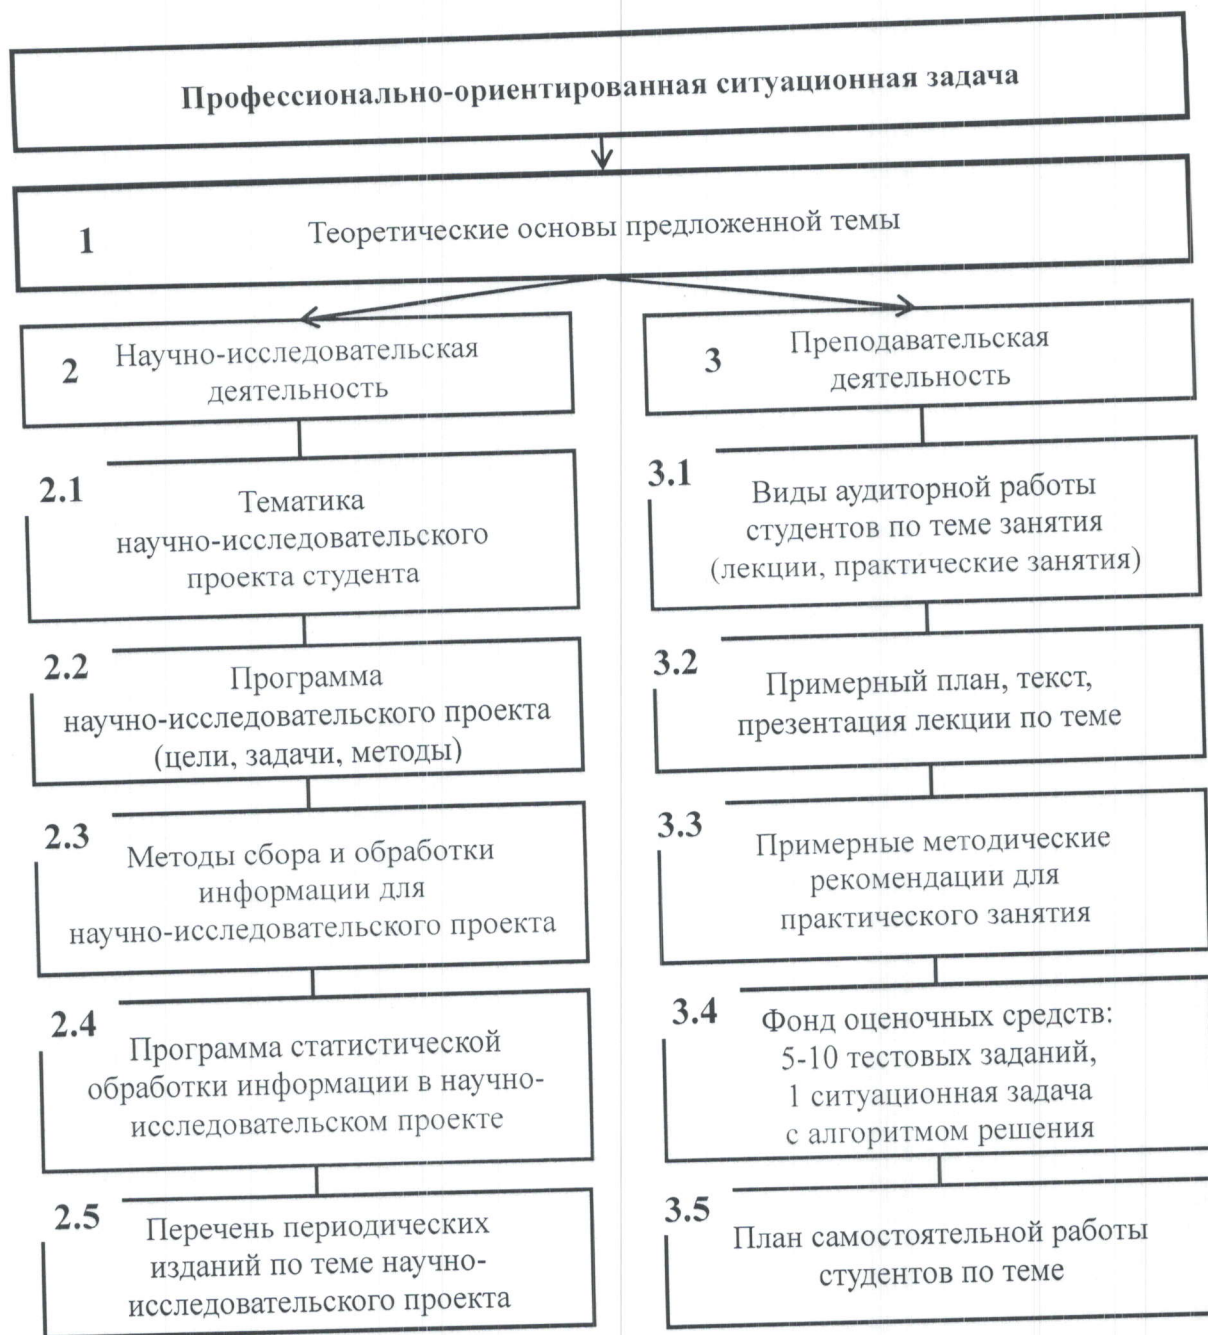 Профессионально-ориентированная ситуационная задача
1
Теоретические основы предложенной темы
2
Научно-исследовательская
деятельность
2.1
Тематика
научно-исследовательского
проекта студента
2.2
Программа
научно-исследовательского проекта
(цели, задачи, методы)
2.3
Методы сбора и обработки
информации для
научно-исследовательского проекта
2.4
Программа статистической
обработки информации в научно-
исследовательском проекте
2.5
Перечень периодических
изданий по теме научно-
исследовательского проекта
3
Преподавательская
деятельность
3.1
Виды аудиторной работы
студентов по теме занятия
(лекции, практические занятия)
3.2
Примерный план, текст,
презентация лекции по теме
3.3
Примерные методические
рекомендации для
практического занятия
3.4
Фонд оценочных средств:
5-10 тестовых заданий,
1 ситуационная задача
с алгоритмом решения
3.5
План самостоятельной работы
студентов по теме